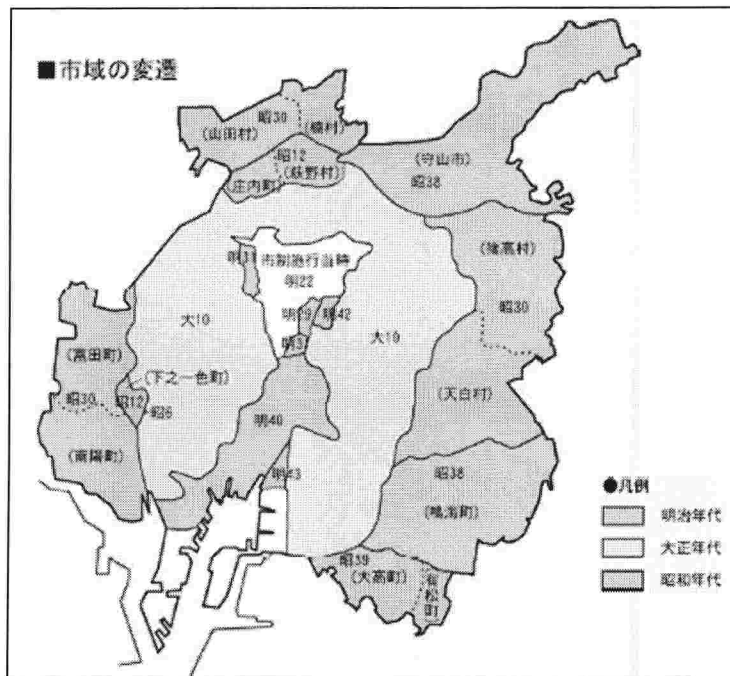 ■市域の変遷
昭30
(山田村)
(楠村)
昭12
(萩野村)
(庄内町)
(守山市)
昭38
(猪高村)
昭30
市制施行当時
明22
明31
明29
明42
大10
大10
(富田町)
(下之一色町)
昭30
昭12
昭6
(南陽町)
明40
明43
(天白村)
昭38
(鳴海町)
昭39
(大高町)
有松町
●凡例
明治年代
大正年代
昭和年代